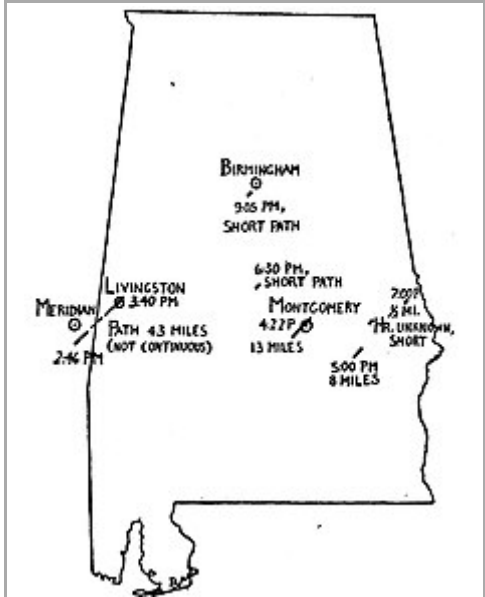 BIRMINGHAM
9:05 PM,
SHORT PATH
6:30 PM,
SHORT PATH
LIVINGSTON
3:40 PM
MERIDIAN
2:46 PM
PATH 43 MILES
(NOT CONTINUOUS)
MONTGOMERY
4:22 P
13 MILES
7:00 P
½ MI.
HR. UNKNOWN,
SHORT
5:00 PM
8 MILES